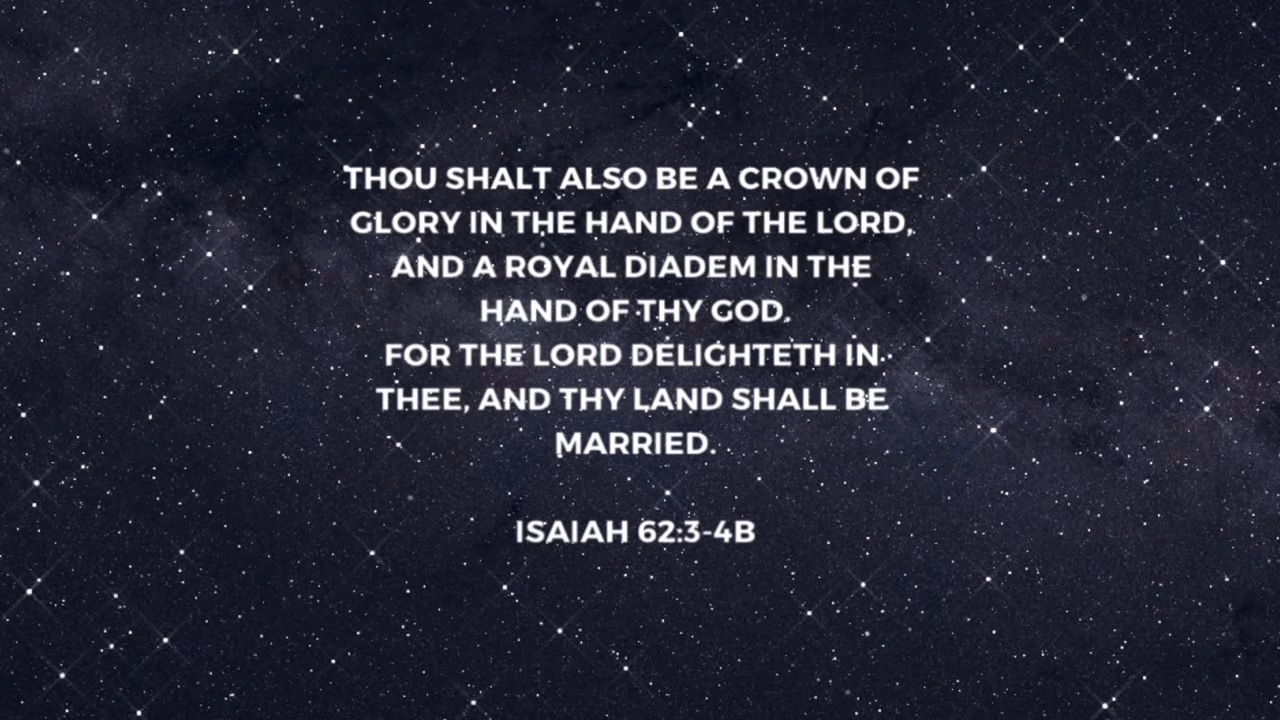 THOU SHALT ALSO BE A CROWN OF
GLORY IN THE HAND OF THE LORD,
AND A ROYAL DIADEM IN THE
HAND OF THY GOD.
FOR THE LORD DELIGHTETH IN
THEE, AND THY LAND SHALL BE
MARRIED.
ISAIAH 62:3-4B